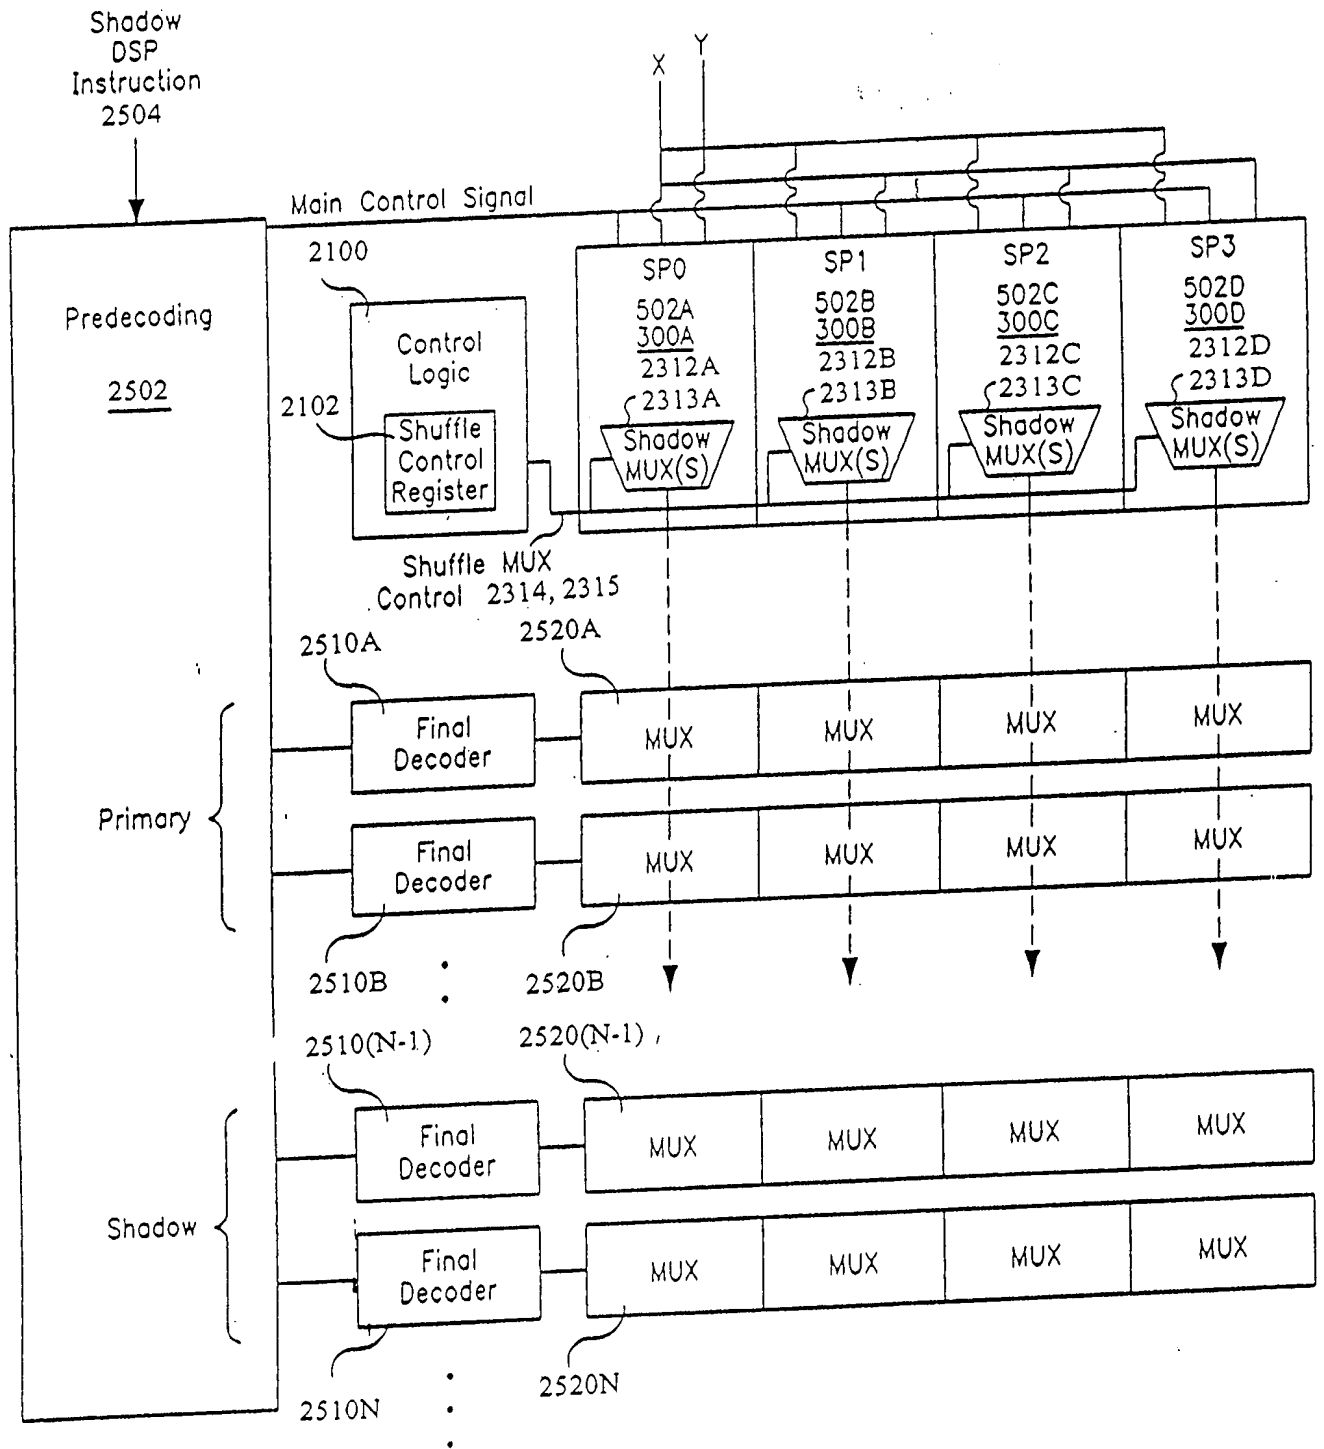 Shadow
DSP
Instruction
2504
X
Y
Main Control Signal
Predecoding
2502
2100
Control
Logic
2102
Shuffle
Control
Register
Shuffle MUX
Control 2314, 2315
SP0
502A
300A
2312A
2313A
Shadow
MUX(S)
SP1
502B
300B
2312B
2313B
Shadow
MUX(S)
SP2
502C
300C
2312C
2313C
Shadow
MUX(S)
SP3
502D
300D
2312D
2313D
Shadow
MUX(S)
Primary
2510A
Final
Decoder
2520A
MUX
MUX
MUX
MUX
Final
Decoder
2510B
MUX
MUX
MUX
MUX
2520B
Shadow
2510(N-1)
Final
Decoder
2520(N-1)
MUX
MUX
MUX
MUX
Final
Decoder
2510N
MUX
MUX
MUX
MUX
2520N